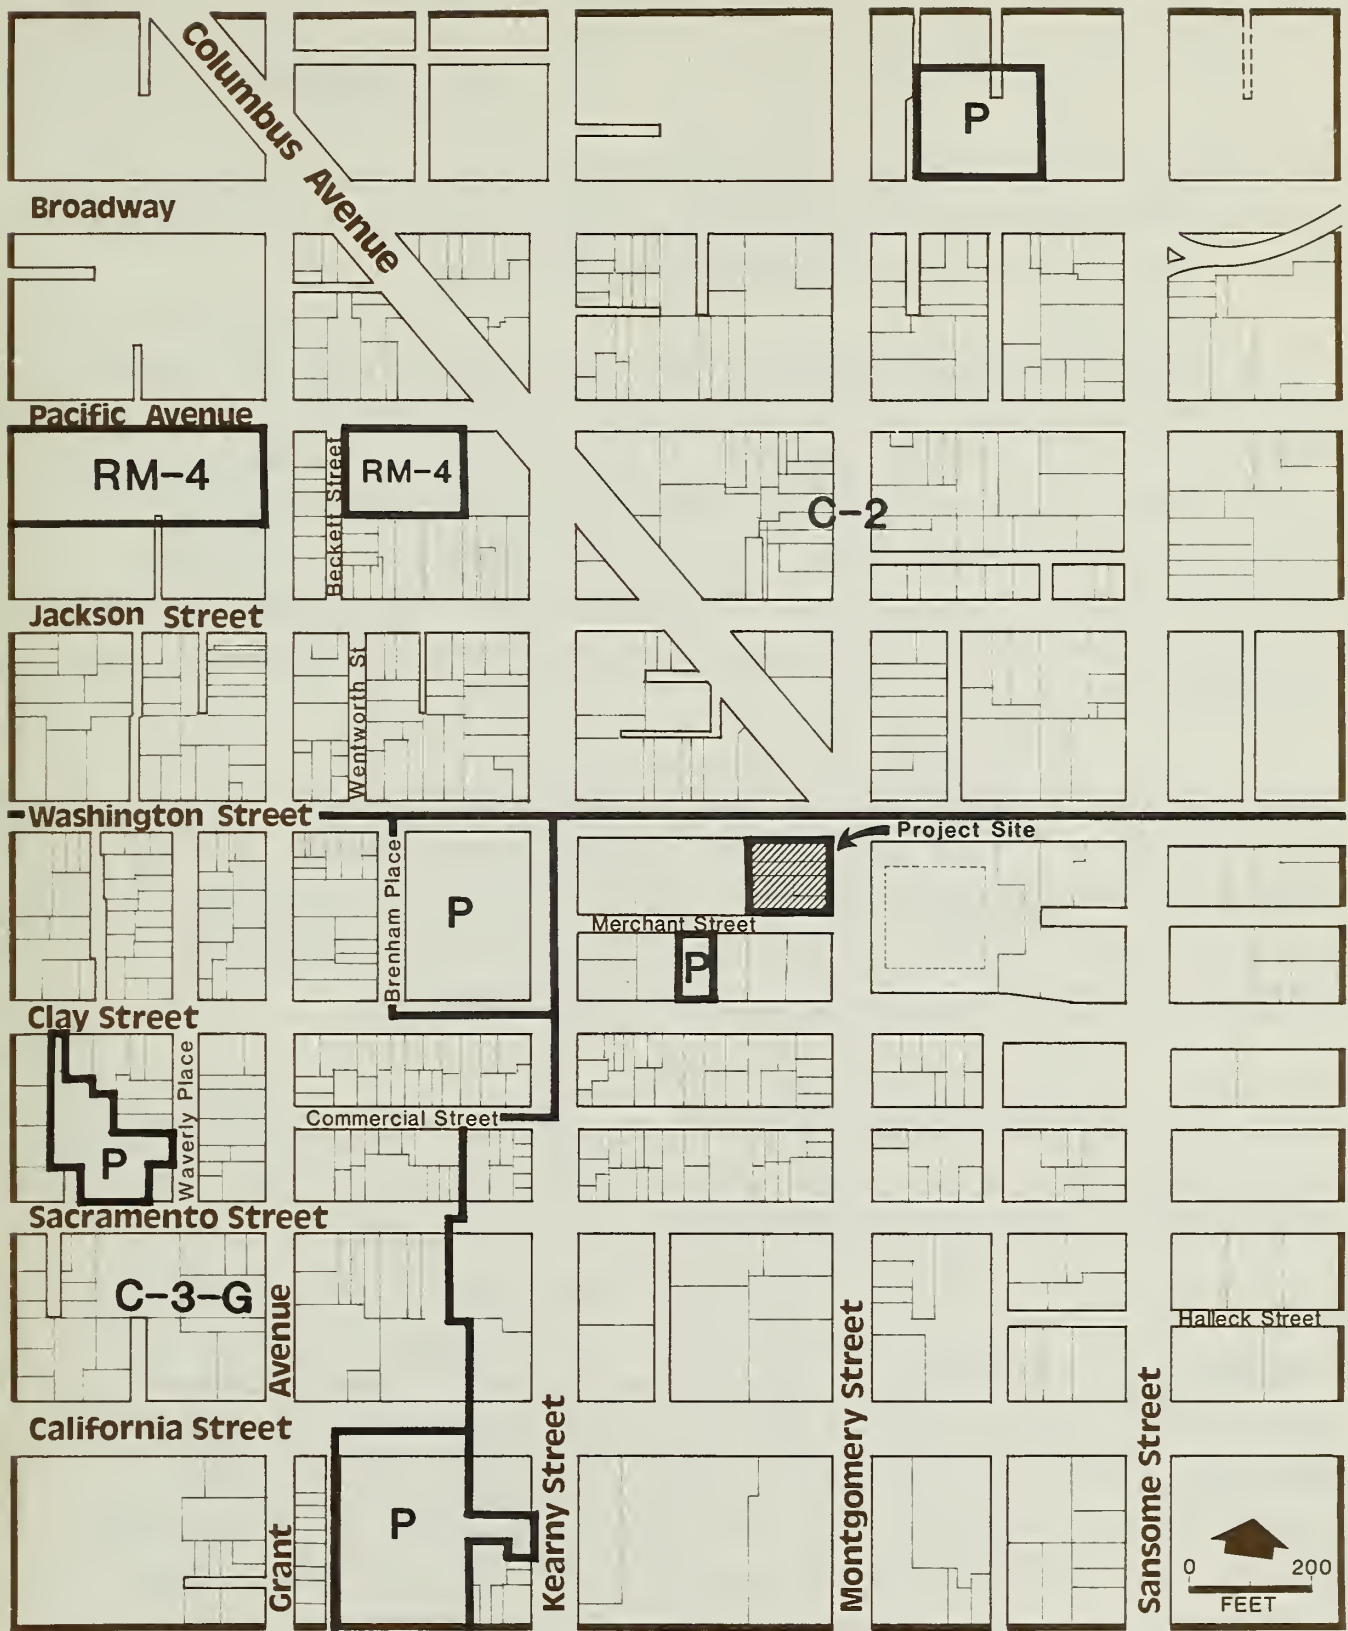 Columbus Avenue
P
Broadway
Pacific Avenue
RM-4
Beckett Street
RM-4
C-2
Jackson Street
Wentworth St
Washington Street
Project Site
Brenham Place
P
Merchant Street
P
Clay Street
Waverly Place
Commercial Street
P
Sacramento Street
C-3-G
Grant Avenue
Halleck Street
California Street
Kearny Street
Montgomery Street
Sansome Street
P
0 200
FEET